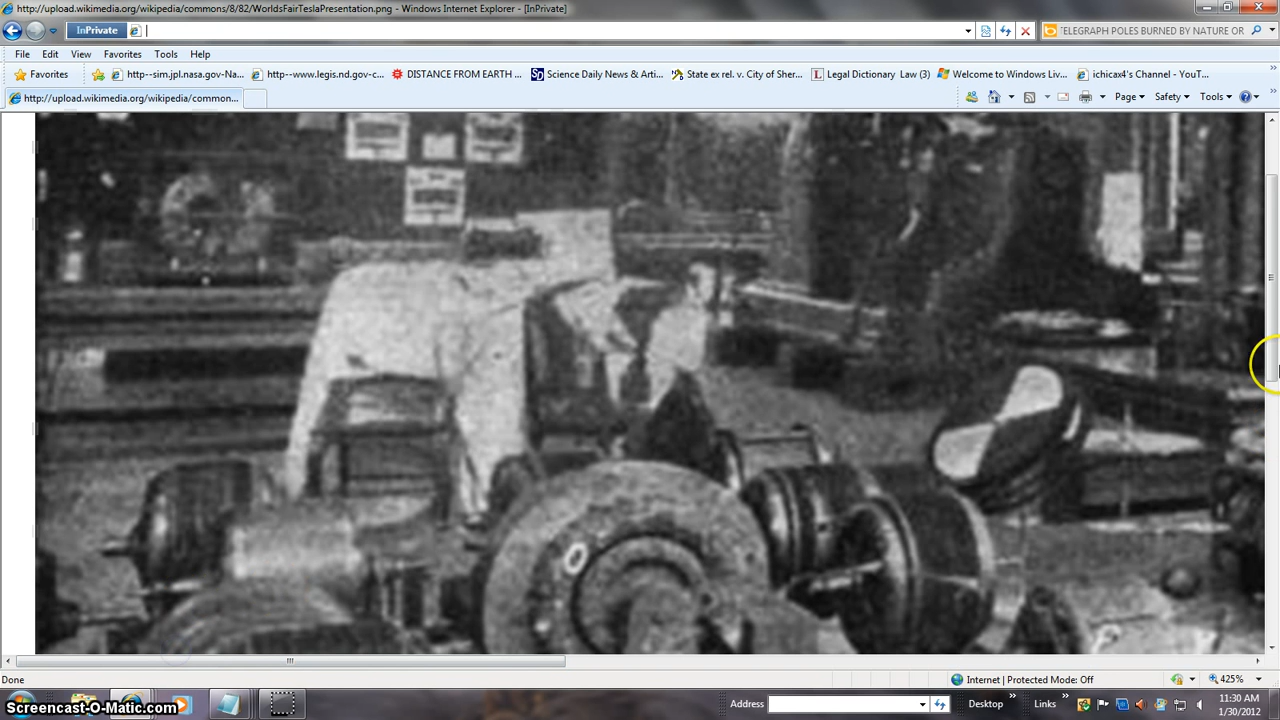 http://upload.wikimedia.org/wikipedia/commons/8/82/WorldsFairTeslaPresentation.png - Windows Internet Explorer - [InPrivate]
InPrivate
TELEGRAPH POLES BURNED BY NATURE OR
File Edit View Favorites Tools Help
Favorites http--sim.jpl.nasa.gov-Na... http--www.legis.nd.gov-c... DISTANCE FROM EARTH ... Science Daily News & Arti... State ex rel. v. City of Sher... Legal Dictionary Law (3) Welcome to Windows Liv... ichicax4's Channel - YouT...
http://upload.wikimedia.org/wikipedia/common...
Page Safety Tools
Done Internet | Protected Mode: Off 425%
Screencast-O-Matic.com Address Desktop Links 11:30 AM
1/30/2012